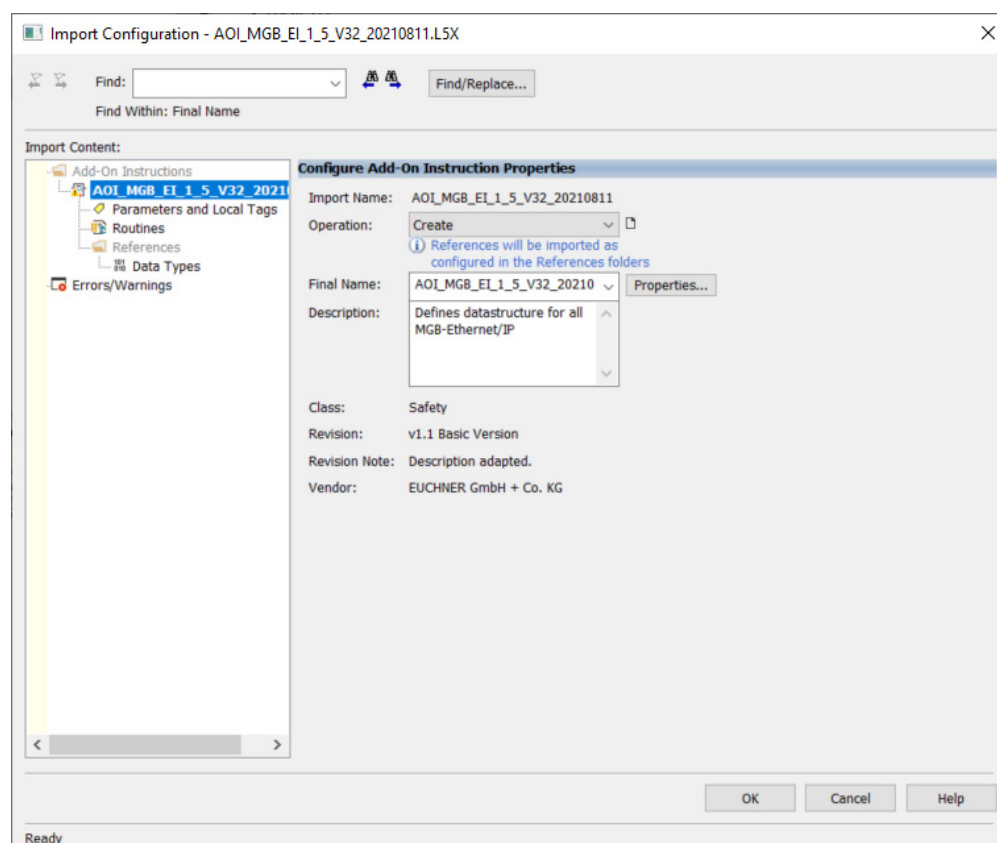 Import Configuration - AOI_MGB_EI_1_5_V32_20210811.L5X
Find:
Find/Replace...
Find Within: Final Name
Import Content:
Add-On Instructions
AOI_MGB_EI_1_5_V32_2021
Parameters and Local Tags
Routines
References
Data Types
Errors/Warnings
Configure Add-On Instruction Properties
Import Name: AOI_MGB_EI_1_5_V32_20210811
Operation: Create
References will be imported as
configured in the References folders
Final Name: AOI_MGB_EI_1_5_V32_20210 Properties...
Description: Defines datastructure for all
MGB-Ethernet/IP
Class: Safety
Revision: v1.1 Basic Version
Revision Note: Description adapted.
Vendor: EUCHNER GmbH + Co. KG
OK Cancel Help
Ready